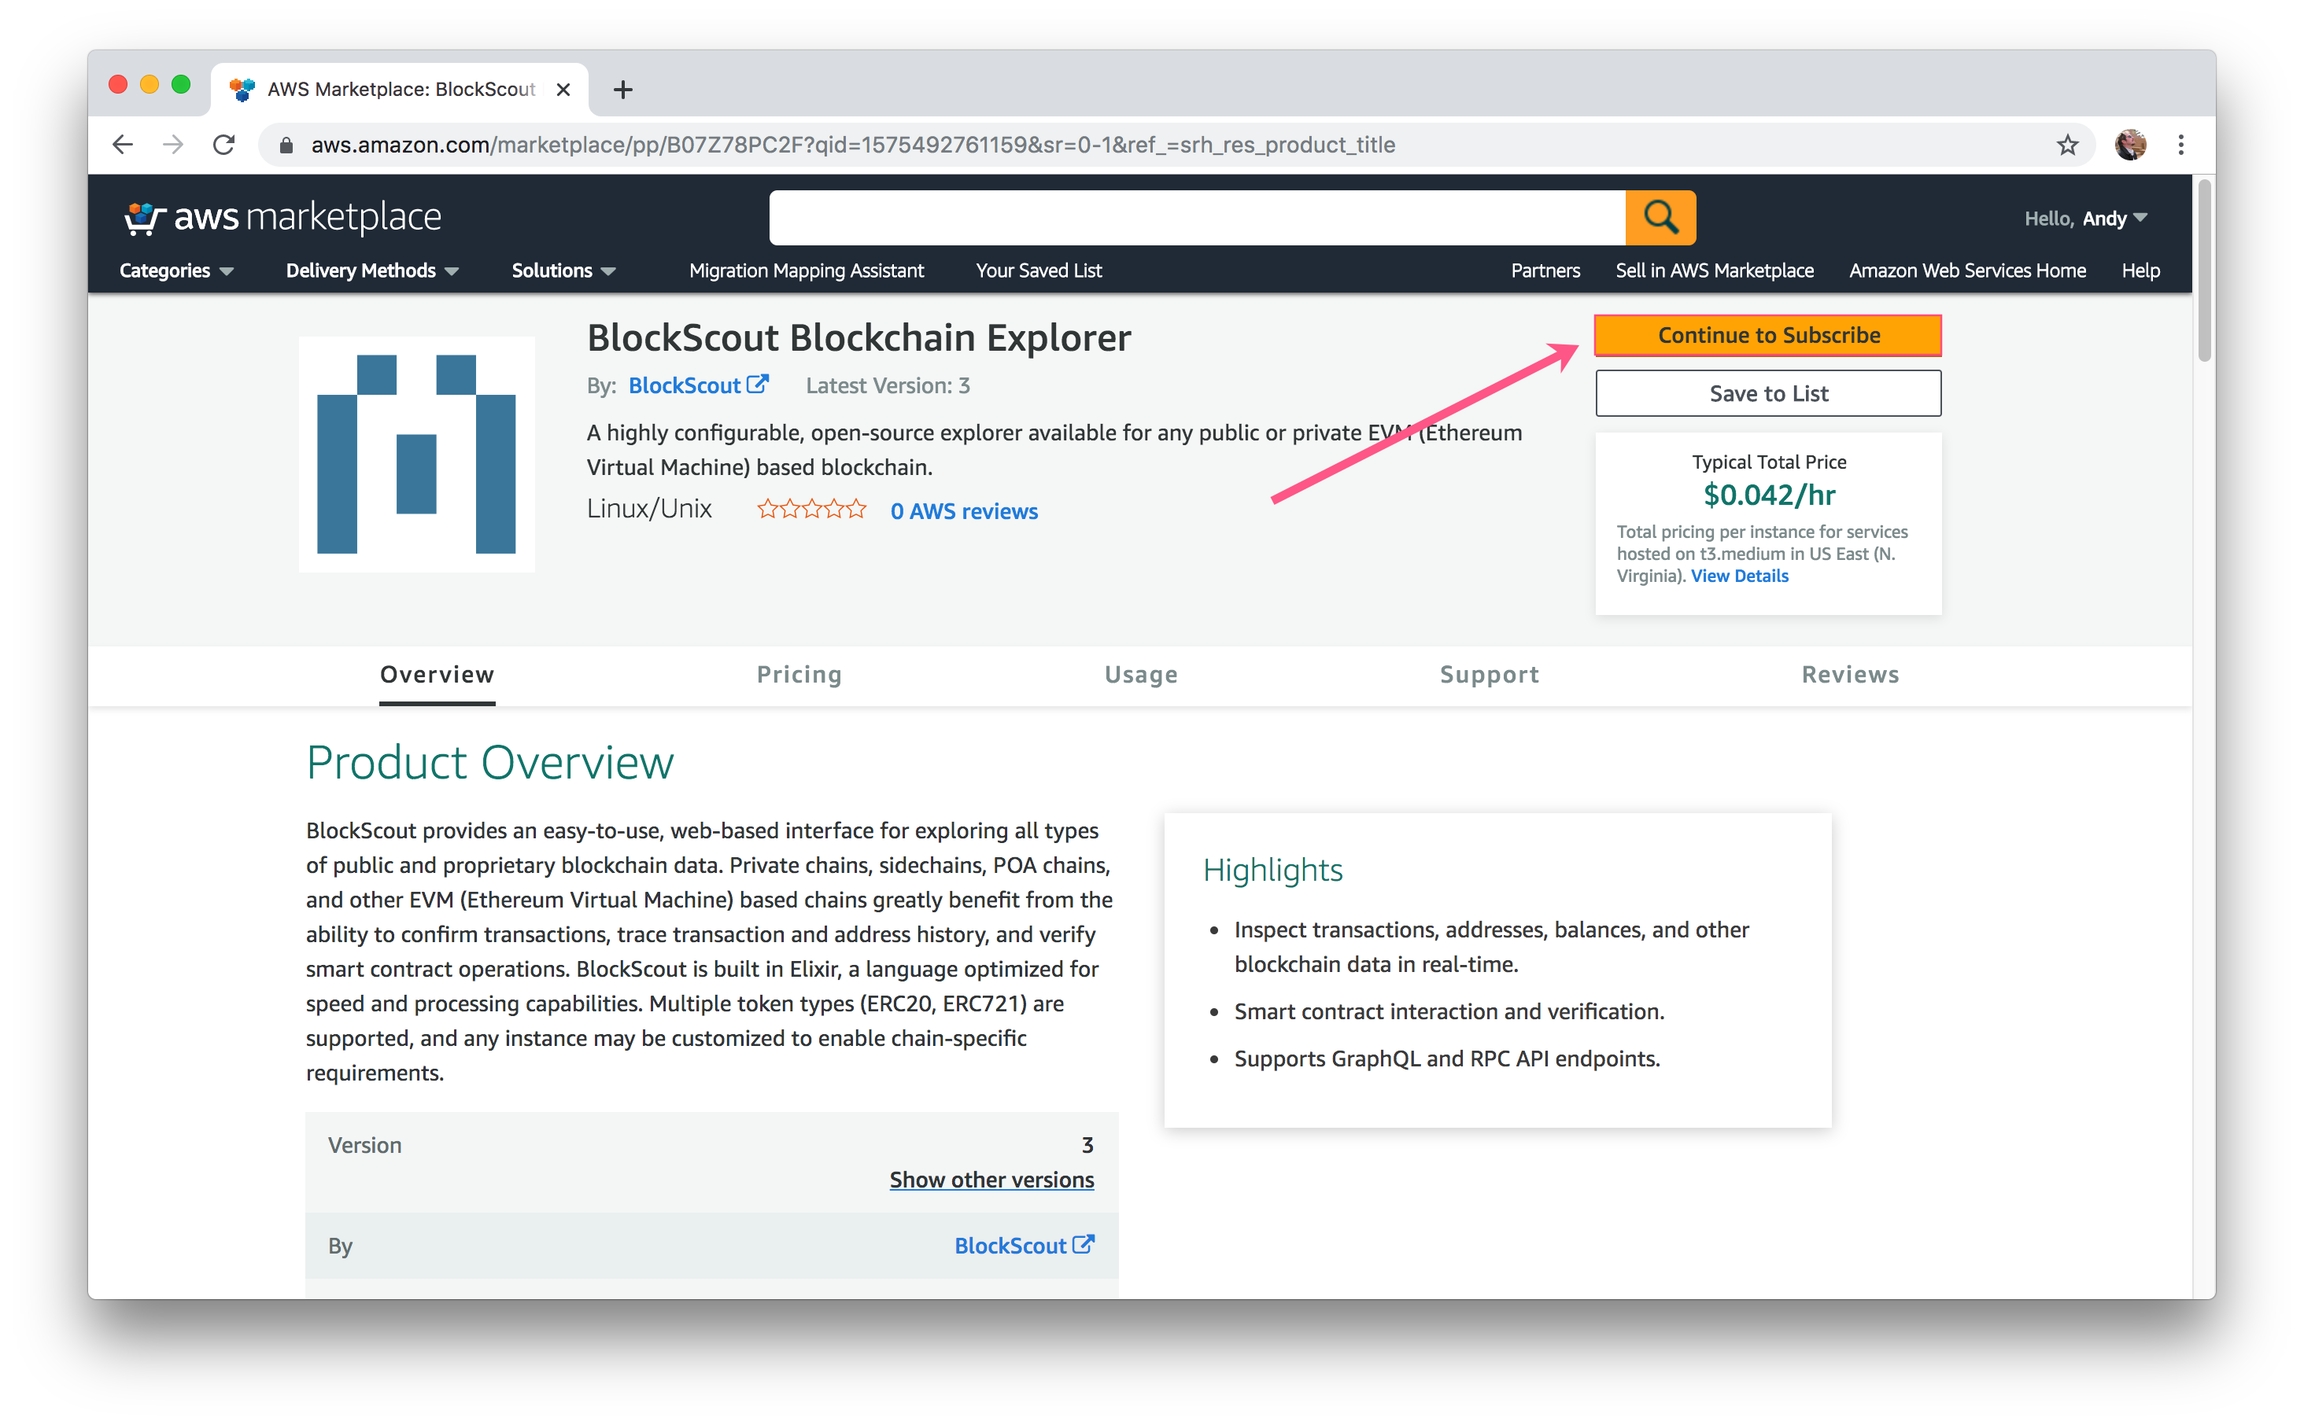 AWS Marketplace: BlockScout
aws.amazon.com/marketplace/pp/B07Z78PC2F?qid=1575492761159&sr=0-1&ref_=srh_res_product_title
aws marketplace
Hello, Andy
Categories Delivery Methods Solutions Migration Mapping Assistant Your Saved List Partners Sell in AWS Marketplace Amazon Web Services Home Help
BlockScout Blockchain Explorer
By: BlockScout Latest Version: 3
A highly configurable, open-source explorer available for any public or private EVM (Ethereum
Virtual Machine) based blockchain.
Linux/Unix 0 AWS reviews
Continue to Subscribe
Save to List
Typical Total Price
$0.042/hr
Total pricing per instance for services
hosted on t3.medium in US East (N.
Virginia). View Details
Overview Pricing Usage Support Reviews
Product Overview
BlockScout provides an easy-to-use, web-based interface for exploring all types
of public and proprietary blockchain data. Private chains, sidechains, POA chains,
and other EVM (Ethereum Virtual Machine) based chains greatly benefit from the
ability to confirm transactions, trace transaction and address history, and verify
smart contract operations. BlockScout is built in Elixir, a language optimized for
speed and processing capabilities. Multiple token types (ERC20, ERC721) are
supported, and any instance may be customized to enable chain-specific
requirements.
Version 3
Show other versions
By BlockScout
Highlights
• Inspect transactions, addresses, balances, and other
blockchain data in real-time.
• Smart contract interaction and verification.
• Supports GraphQL and RPC API endpoints.